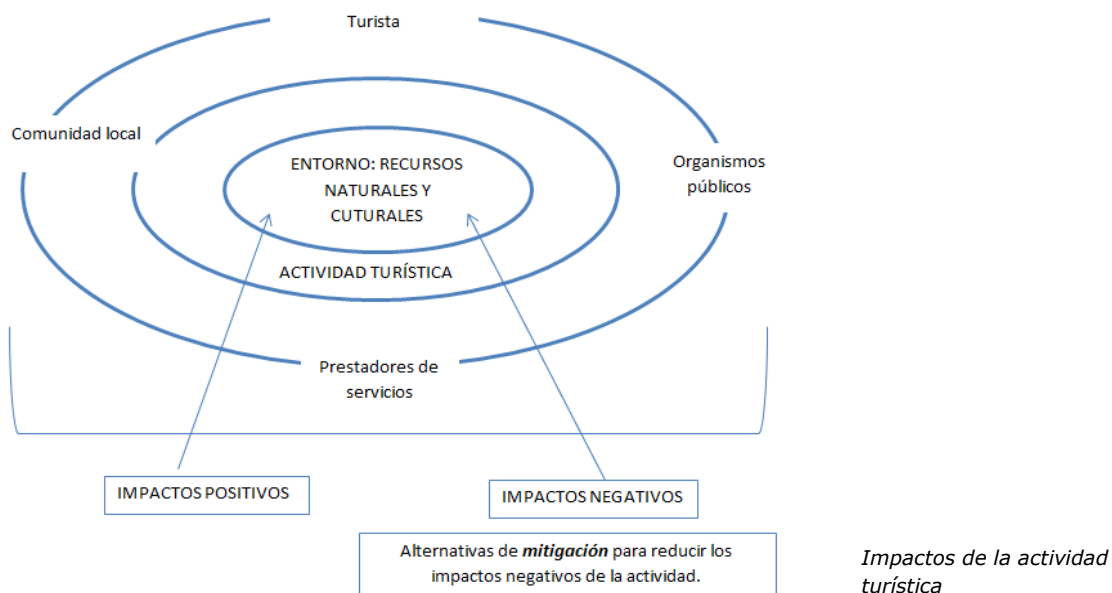 Turista
Comunidad local
Organismos
públicos
ENTORNO: RECURSOS
NATURALES Y
CUTURALES
ACTIVIDAD TURÍSTICA
Prestadores de
servicios
IMPACTOS POSITIVOS
IMPACTOS NEGATIVOS
Alternativas de mitigación para reducir los
impactos negativos de la actividad.
Impactos de la actividad
turística